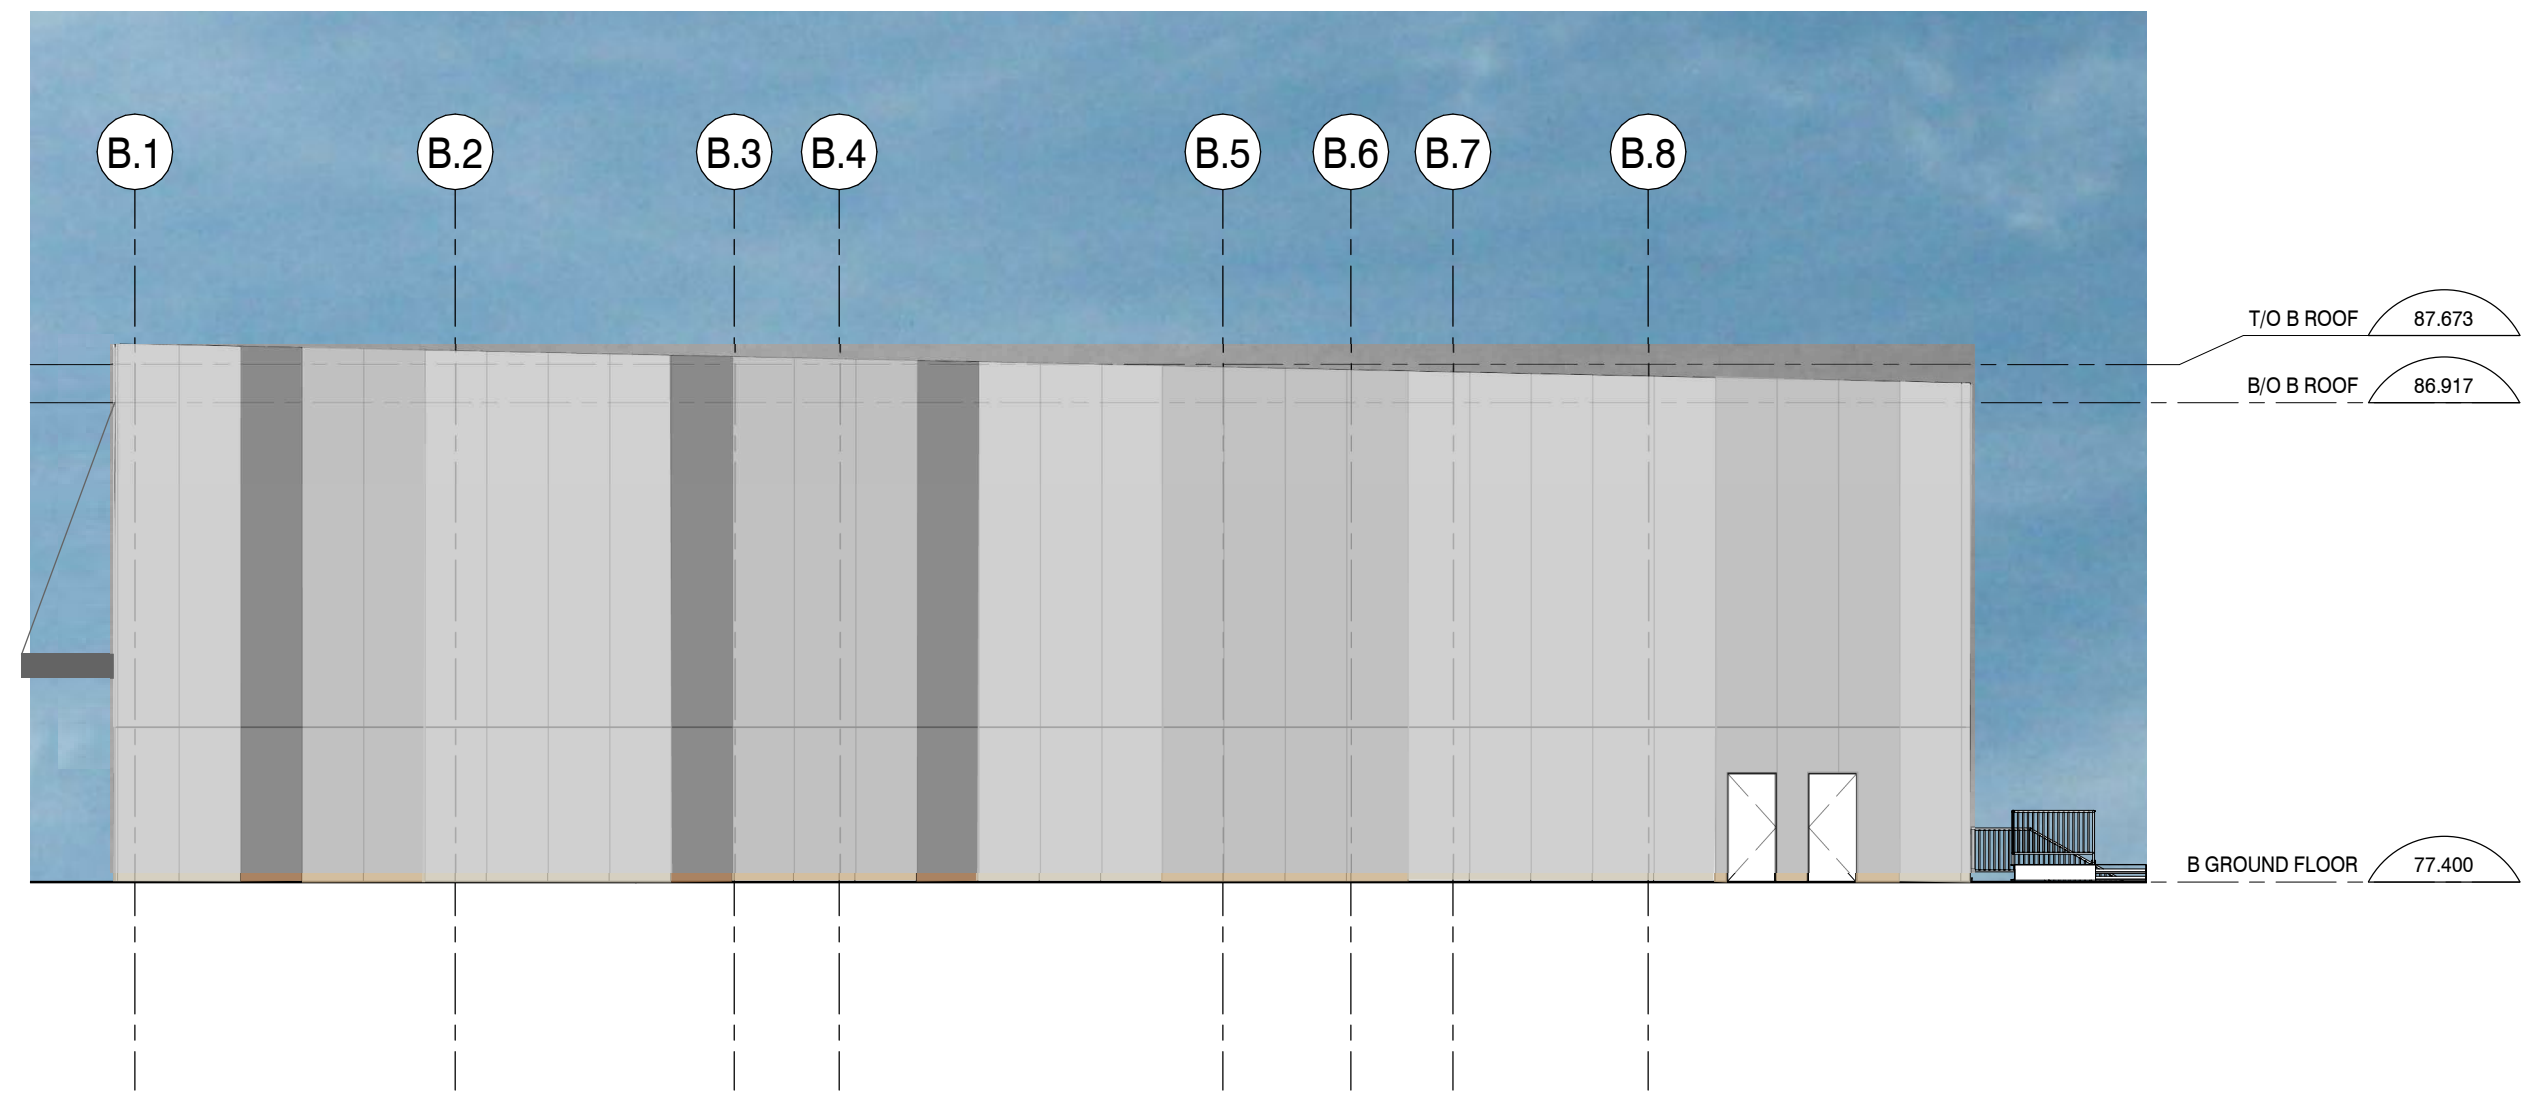 B.1 B.2 B.3 B.4 B.5 B.6 B.7 B.8
T/O B ROOF 87.673
B/O B ROOF 86.917
B GROUND FLOOR 77.400